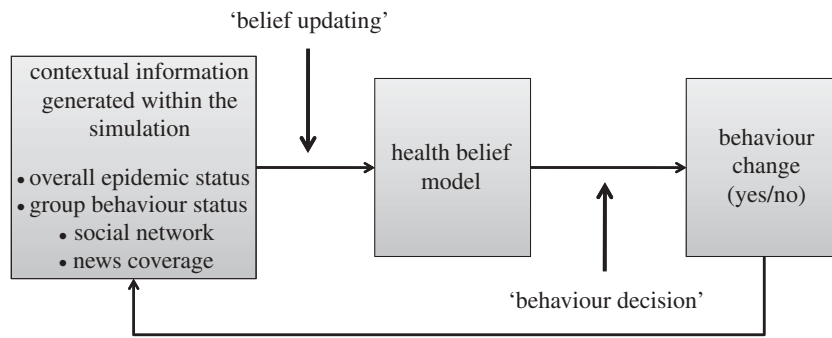 ‘belief updating’
contextual information
generated within the
simulation
• overall epidemic status
• group behaviour status
• social network
• news coverage
health belief
model
behaviour
change
(yes/no)
‘behaviour decision’